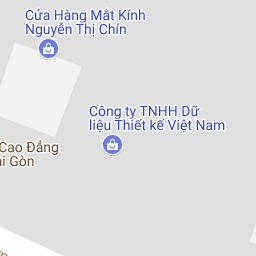 Cửa Hàng Mắt Kính
Nguyễn Thị Chín
Công ty TNHH Dữ
liệu Thiết kế Việt Nam
Cao Đẳng
Gòn